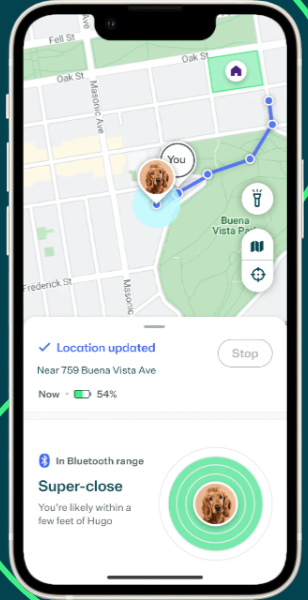 Fell St
Oak St
Oak St
Masonic Ave
You
Buena
Vista Park
Frederick St
Masonic
Location updated
Stop
Near 759 Buena Vista Ave
Now
54%
In Bluetooth range
Super-close
You're likely within a
few feet of Hugo